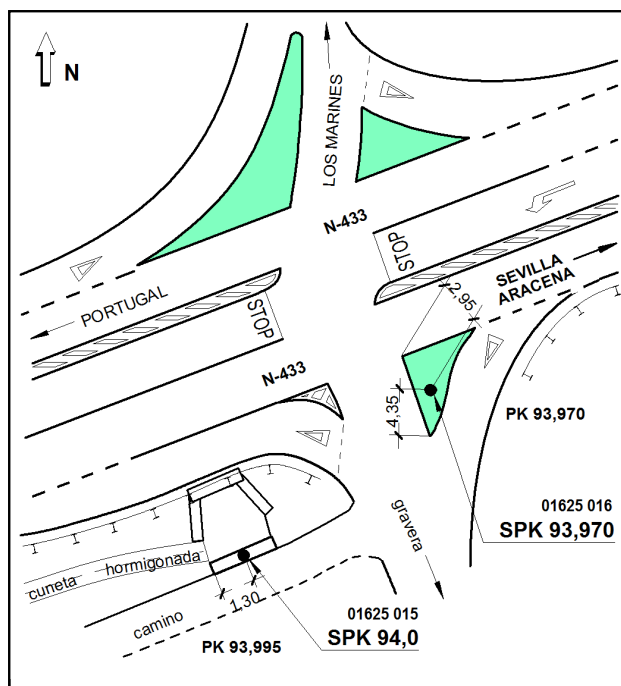 N
LOS MARINES
N-433
STOP
SEVILLA
ARACENA
PORTUGAL
STOP
2,95
N-433
4,35
PK 93,970
01625 016
SPK 93,970
gravera
cuneta hormigonada
1,30
camino
01625 015
SPK 94,0
PK 93,995